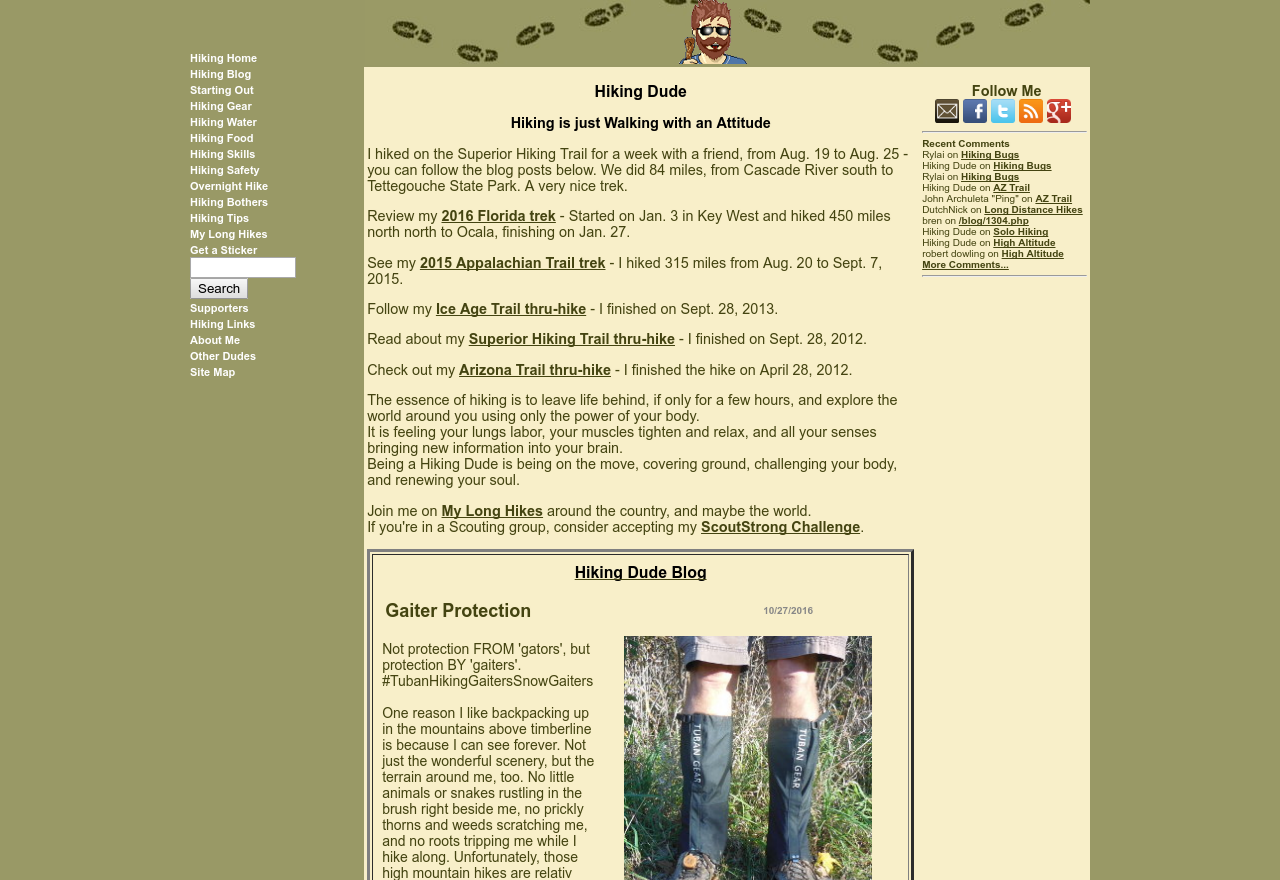 Hiking Home
Hiking Blog
Starting Out
Hiking Gear
Hiking Water
Hiking Food
Hiking Skills
Hiking Safety
Overnight Hike
Hiking Bothers
Hiking Tips
My Long Hikes
Get a Sticker
Search
Supporters
Hiking Links
About Me
Other Dudes
Site Map
Hiking Dude
Hiking is just Walking with an Attitude
I hiked on the Superior Hiking Trail for a week with a friend, from Aug. 19 to Aug. 25 -
you can follow the blog posts below. We did 84 miles, from Cascade River south to
Tettegouche State Park. A very nice trek.
Review my 2016 Florida trek - Started on Jan. 3 in Key West and hiked 450 miles
north north to Ocala, finishing on Jan. 27.
See my 2015 Appalachian Trail trek - I hiked 315 miles from Aug. 20 to Sept. 7,
2015.
Follow my Ice Age Trail thru-hike - I finished on Sept. 28, 2013.
Read about my Superior Hiking Trail thru-hike - I finished on Sept. 28, 2012.
Check out my Arizona Trail thru-hike - I finished the hike on April 28, 2012.
The essence of hiking is to leave life behind, if only for a few hours, and explore the
world around you using only the power of your body.
It is feeling your lungs labor, your muscles tighten and relax, and all your senses
bringing new information into your brain.
Being a Hiking Dude is being on the move, covering ground, challenging your body,
and renewing your soul.
Join me on My Long Hikes around the country, and maybe the world.
If you're in a Scouting group, consider accepting my ScoutStrong Challenge.
Hiking Dude Blog
Gaiter Protection
10/27/2016
Not protection FROM 'gators', but
protection BY 'gaiters'.
#TubanHikingGaitersSnowGaiters
One reason I like backpacking up
in the mountains above timberline
is because I can see forever. Not
just the wonderful scenery, but the
terrain around me, too. No little
animals or snakes rustling in the
brush right beside me, no prickly
thorns and weeds scratching me,
and no roots tripping me while I
hike along. Unfortunately, those
high mountain hikes are relativ
TUBAN GEAR
TUBAN GEAR
Follow Me
g+
Recent Comments
Rylai on Hiking Bugs
Hiking Dude on Hiking Bugs
Rylai on Hiking Bugs
Hiking Dude on AZ Trail
John Archuleta "Ping" on AZ Trail
DutchNick on Long Distance Hikes
bren on /blog/1304.php
Hiking Dude on Solo Hiking
Hiking Dude on High Altitude
robert dowling on High Altitude
More Comments...